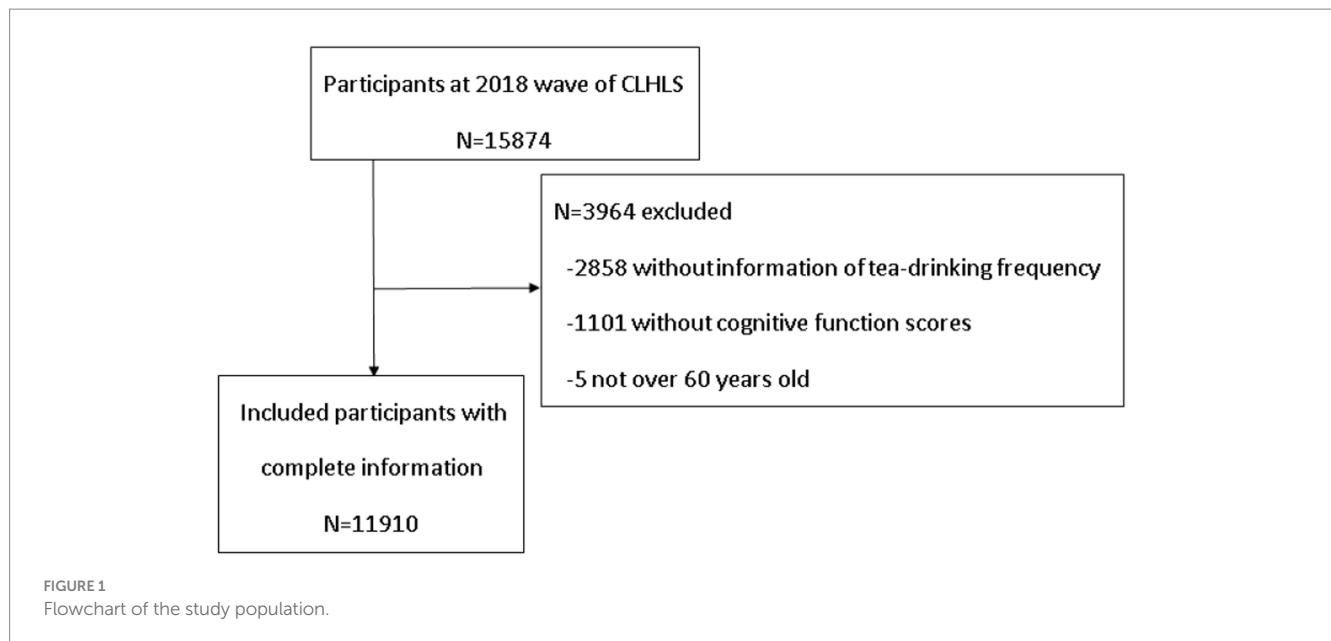 Participants at 2018 wave of CLHLS
N=15874
N=3964 excluded
-2858 without information of tea-drinking frequency
-1101 without cognitive function scores
-5 not over 60 years old
Included participants with
complete information
N=11910
FIGURE 1
Flowchart of the study population.